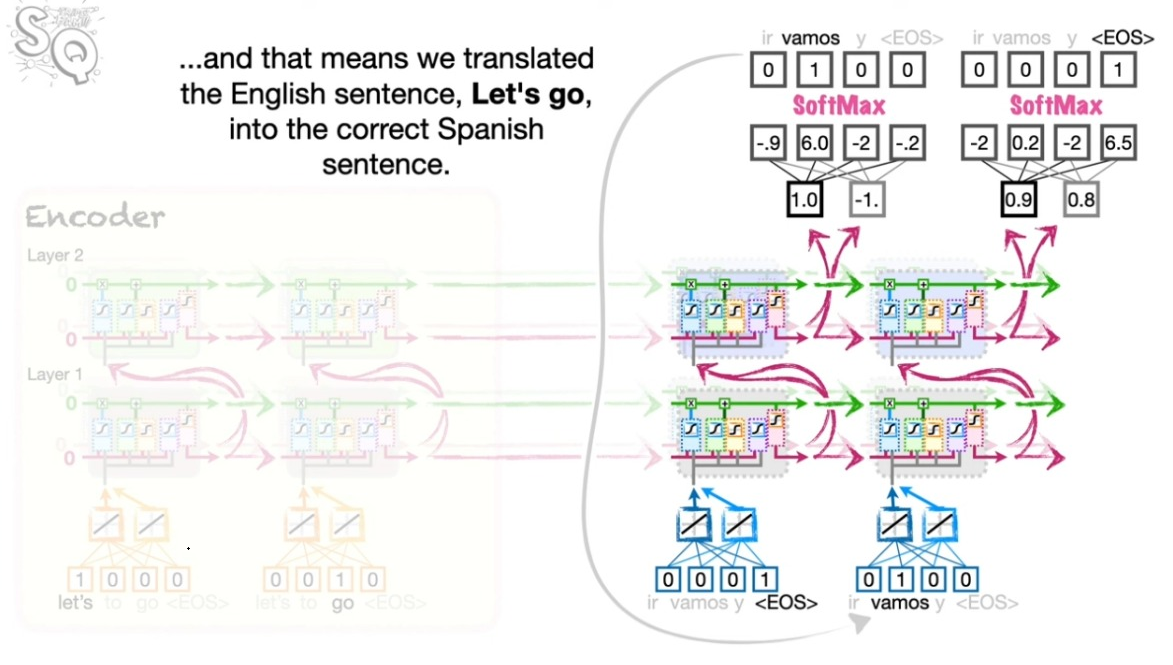 SQ
...and that means we translated
the English sentence, Let's go,
into the correct Spanish
sentence.
ir vamos y <EOS>
0 1 0 0
SoftMax
-.9 6.0 -2 -.2
1.0 -1.
ir vamos y <EOS>
0 0 0 1
SoftMax
-2 0.2 -2 6.5
0.9 0.8
Encoder
Layer 2
0
0
Layer 1
0
0
1 0 0 0
let's to go <EOS>
0 0 1 0
let's to go <EOS>
0 0 0 1
ir vamos y <EOS>
0 1 0 0
ir vamos y <EOS>